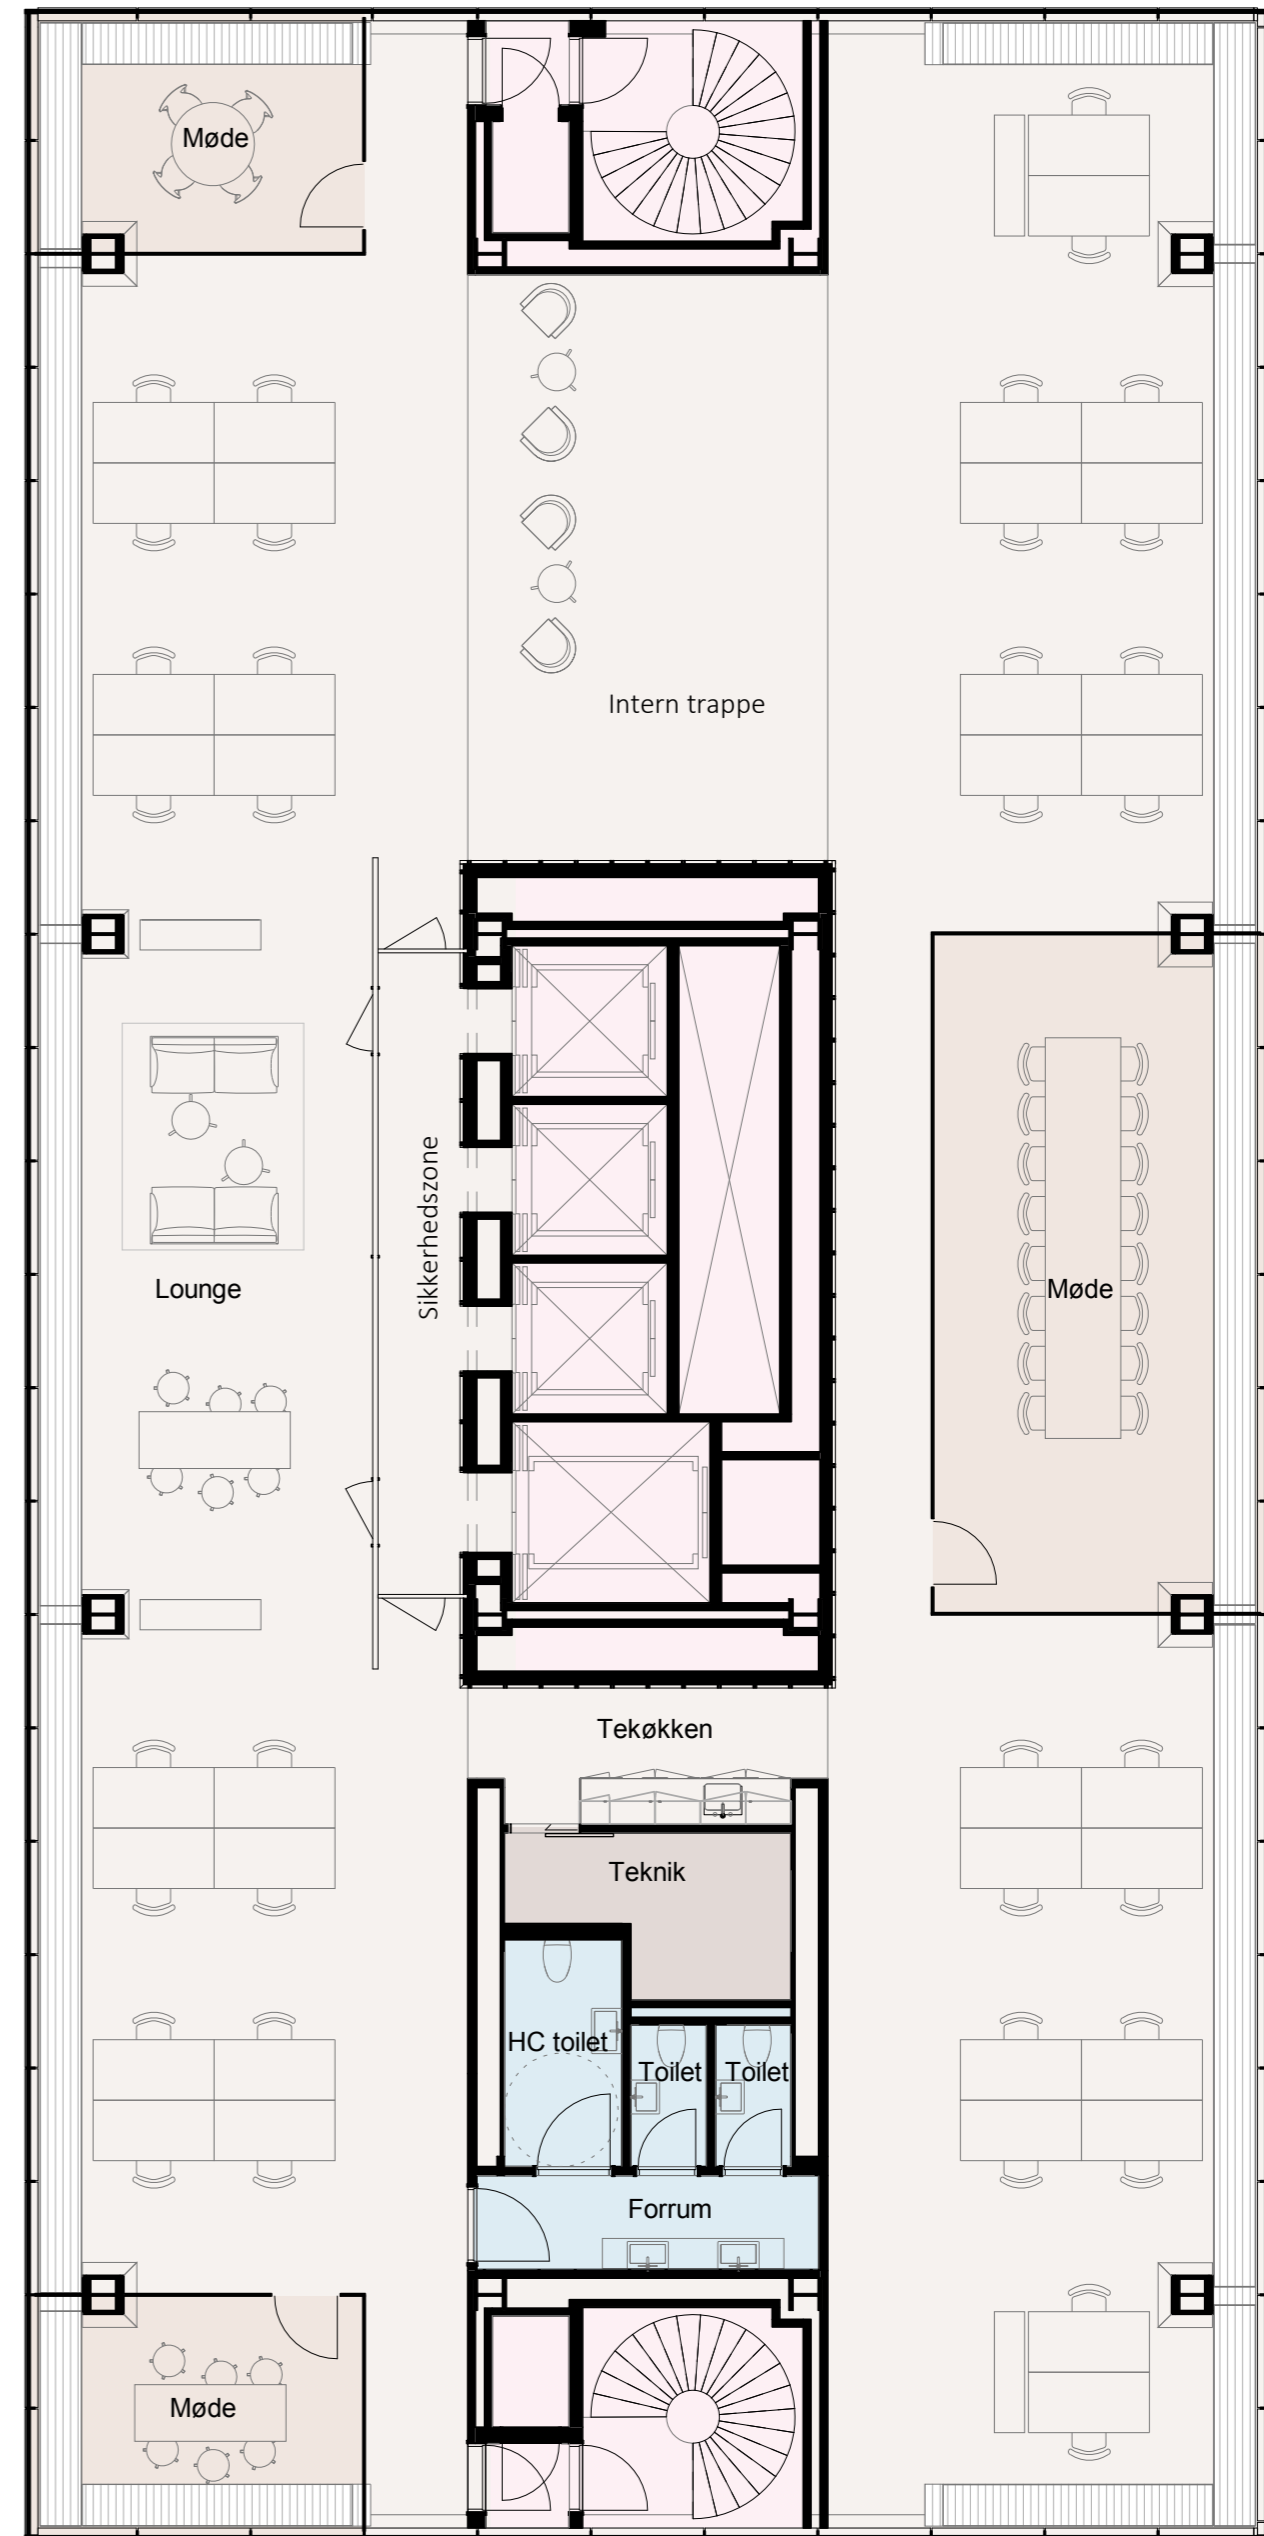 Møde
Intern trappe
Sikkerhedszone
Lounge
Møde
Tekøkken
Teknik
HC toilet
Toilet
Toilet
Forrum
Møde